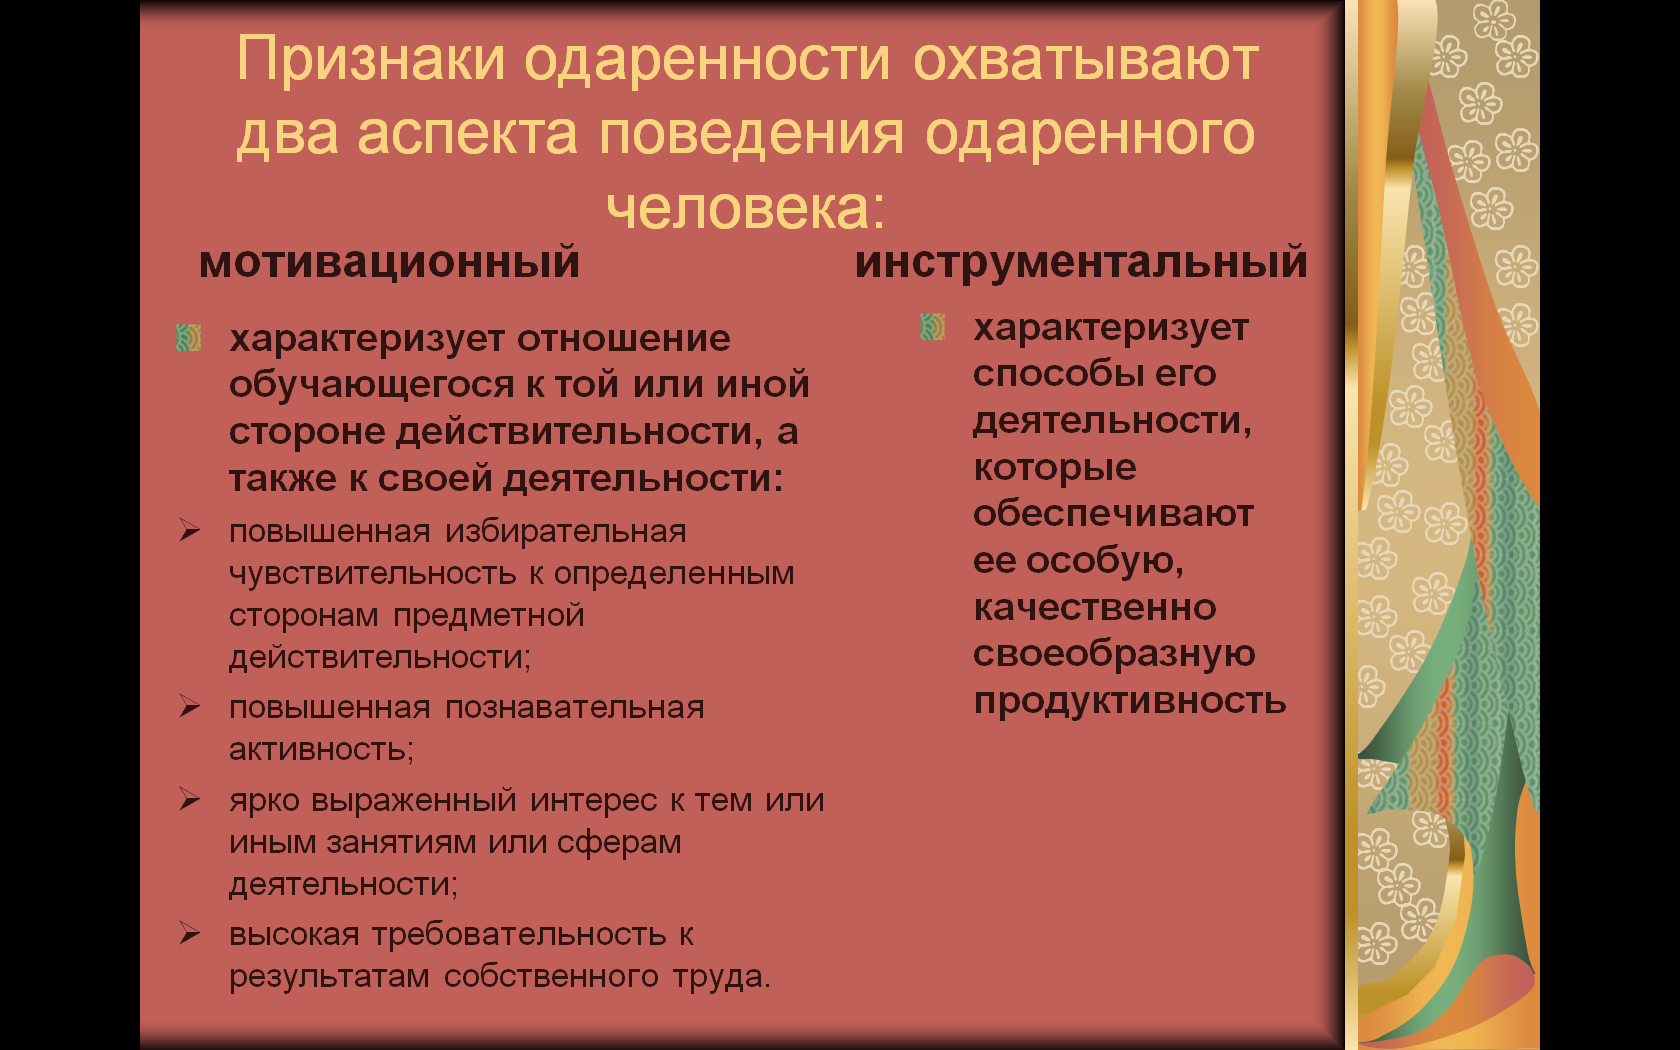 Признаки одаренности охватывают
два аспекта поведения одаренного
человека:
мотивационный
характеризует отношение
обучающегося к той или иной
стороне действительности, а
также к своей деятельности:
повышенная избирательная
чувствительность к определенным
сторонам предметной
действительности;
повышенная познавательная
активность;
ярко выраженный интерес к тем или
иным занятиям или сферам
деятельности;
высокая требовательность к
результатам собственного труда.
инструментальный
характеризует
способы его
деятельности,
которые
обеспечивают
ее особую,
качественно
своеобразную
продуктивность